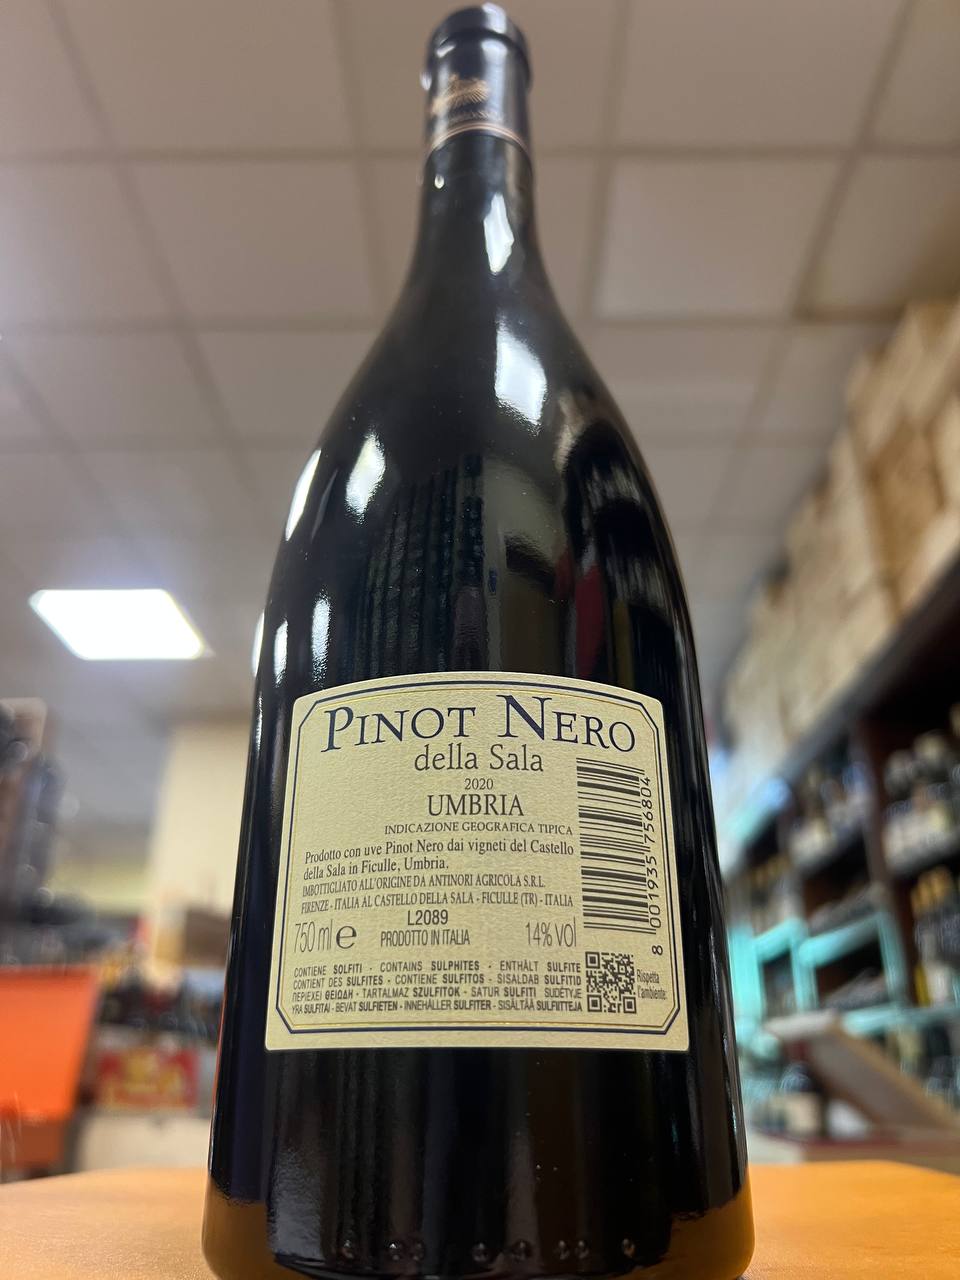 PINOT NERO
della Sala
2020
UMBRIA
INDICAZIONE GEOGRAFICA TIPICA
Prodotto con uve Pinot Nero dai vigneti del Castello
della Sala in Ficulle, Umbria.
IMBOTTIGLIATO ALL'ORIGINE DA ANTINORI AGRICOLA S.R.L.
FIRENZE - ITALIA AL CASTELLO DELLA SALA - FICULLE (TR) - ITALIA
L2089
750 ml e PRODOTTO IN ITALIA 14% vol
CONTIENE SOLFITI - CONTAINS SULPHITES - ENTHÄLT SULFITE
CONTIENT DES SULFITES - CONTIENE SULFITOS - SISALDAB SULFITID
ΠΕΡΙΕΧΕΙ ΘΕΙΩΔΗ - TARTALMAZ SZULFITOK - SATUR SULFITI SUDĖTYJE
YRA SULFITAI - BEVAT SULFIETEN - INNEHÅLLER SULFITER - SISÄLTÄÄ SULFIITTEJA
8 001935 756804
Rispetta
l'ambiente